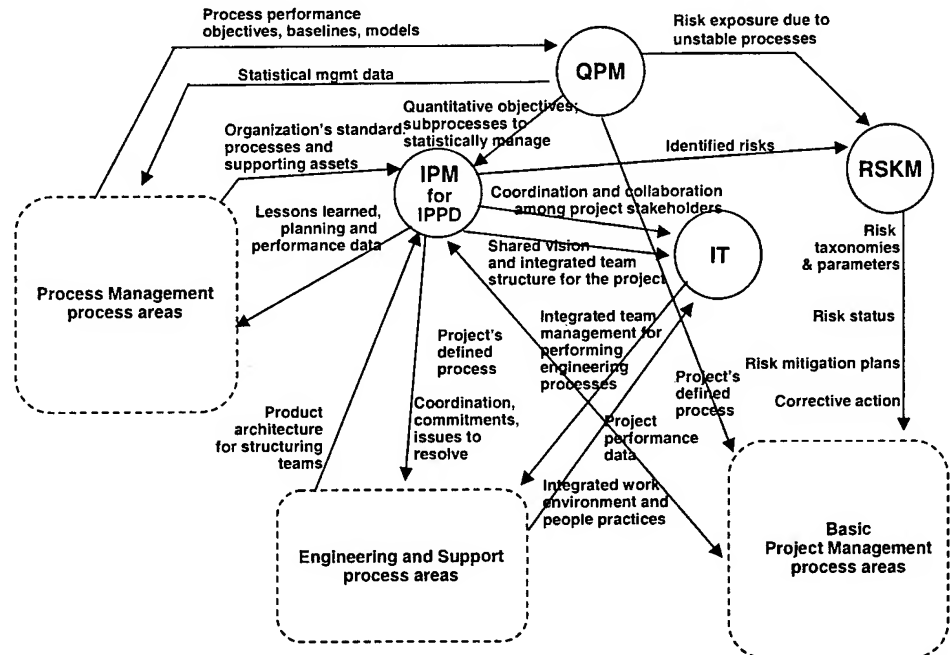 Process performance
objectives, baselines, models
Risk exposure due to
unstable processes
QPM
Statistical mgmt data
Quantitative objectives;
subprocesses to
statistically manage
Organization's standard
processes and
supporting assets
Identified risks
RSKM
IPM
for
IPPD
Coordination and collaboration
among project stakeholders
Lessons learned,
planning and
performance data
Shared vision
and integrated team
structure for the project
IT
Risk
taxonomies
& parameters
Process Management
process areas
Risk status
Integrated team
management for
performing
engineering
processes
Project's
defined
process
Risk mitigation plans
Project's
defined
process
Corrective action
Product
architecture
for structuring
teams
Coordination,
commitments,
issues to
resolve
Project
performance
data
Integrated work
environment and
people practices
Engineering and Support
process areas
Basic
Project Management
process areas